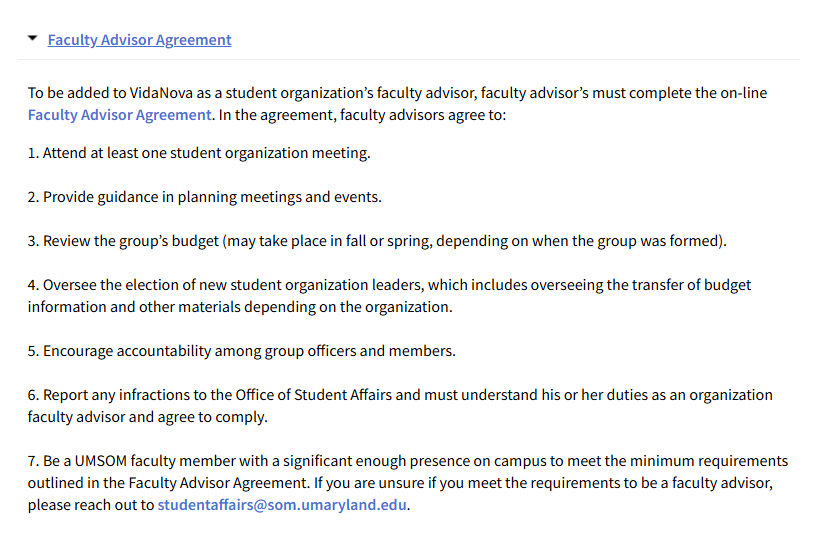 Faculty Advisor Agreement
To be added to VidaNova as a student organization’s faculty advisor, faculty advisor’s must complete the on-line
Faculty Advisor Agreement. In the agreement, faculty advisors agree to:
1. Attend at least one student organization meeting.
2. Provide guidance in planning meetings and events.
3. Review the group’s budget (may take place in fall or spring, depending on when the group was formed).
4. Oversee the election of new student organization leaders, which includes overseeing the transfer of budget
information and other materials depending on the organization.
5. Encourage accountability among group officers and members.
6. Report any infractions to the Office of Student Affairs and must understand his or her duties as an organization
faculty advisor and agree to comply.
7. Be a UMSOM faculty member with a significant enough presence on campus to meet the minimum requirements
outlined in the Faculty Advisor Agreement. If you are unsure if you meet the requirements to be a faculty advisor,
please reach out to studentaffairs@som.umaryland.edu.